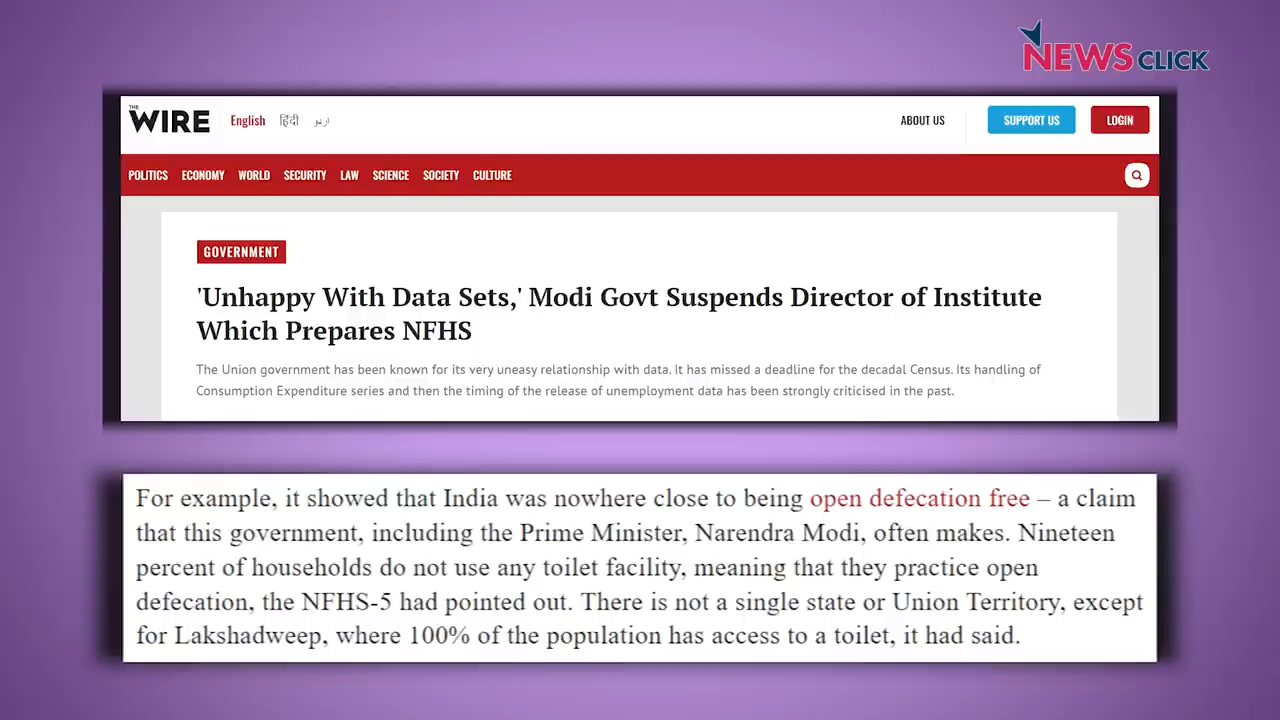 NEWSCLICK
THE
WIRE
English हिंदी اردو
ABOUT US
SUPPORT US
LOGIN
POLITICS ECONOMY WORLD SECURITY LAW SCIENCE SOCIETY CULTURE
GOVERNMENT
'Unhappy With Data Sets,' Modi Govt Suspends Director of Institute
Which Prepares NFHS
The Union government has been known for its very uneasy relationship with data. It has missed a deadline for the decadal Census. Its handling of
Consumption Expenditure series and then the timing of the release of unemployment data has been strongly criticised in the past.
For example, it showed that India was nowhere close to being open defecation free – a claim
that this government, including the Prime Minister, Narendra Modi, often makes. Nineteen
percent of households do not use any toilet facility, meaning that they practice open
defecation, the NFHS-5 had pointed out. There is not a single state or Union Territory, except
for Lakshadweep, where 100% of the population has access to a toilet, it had said.